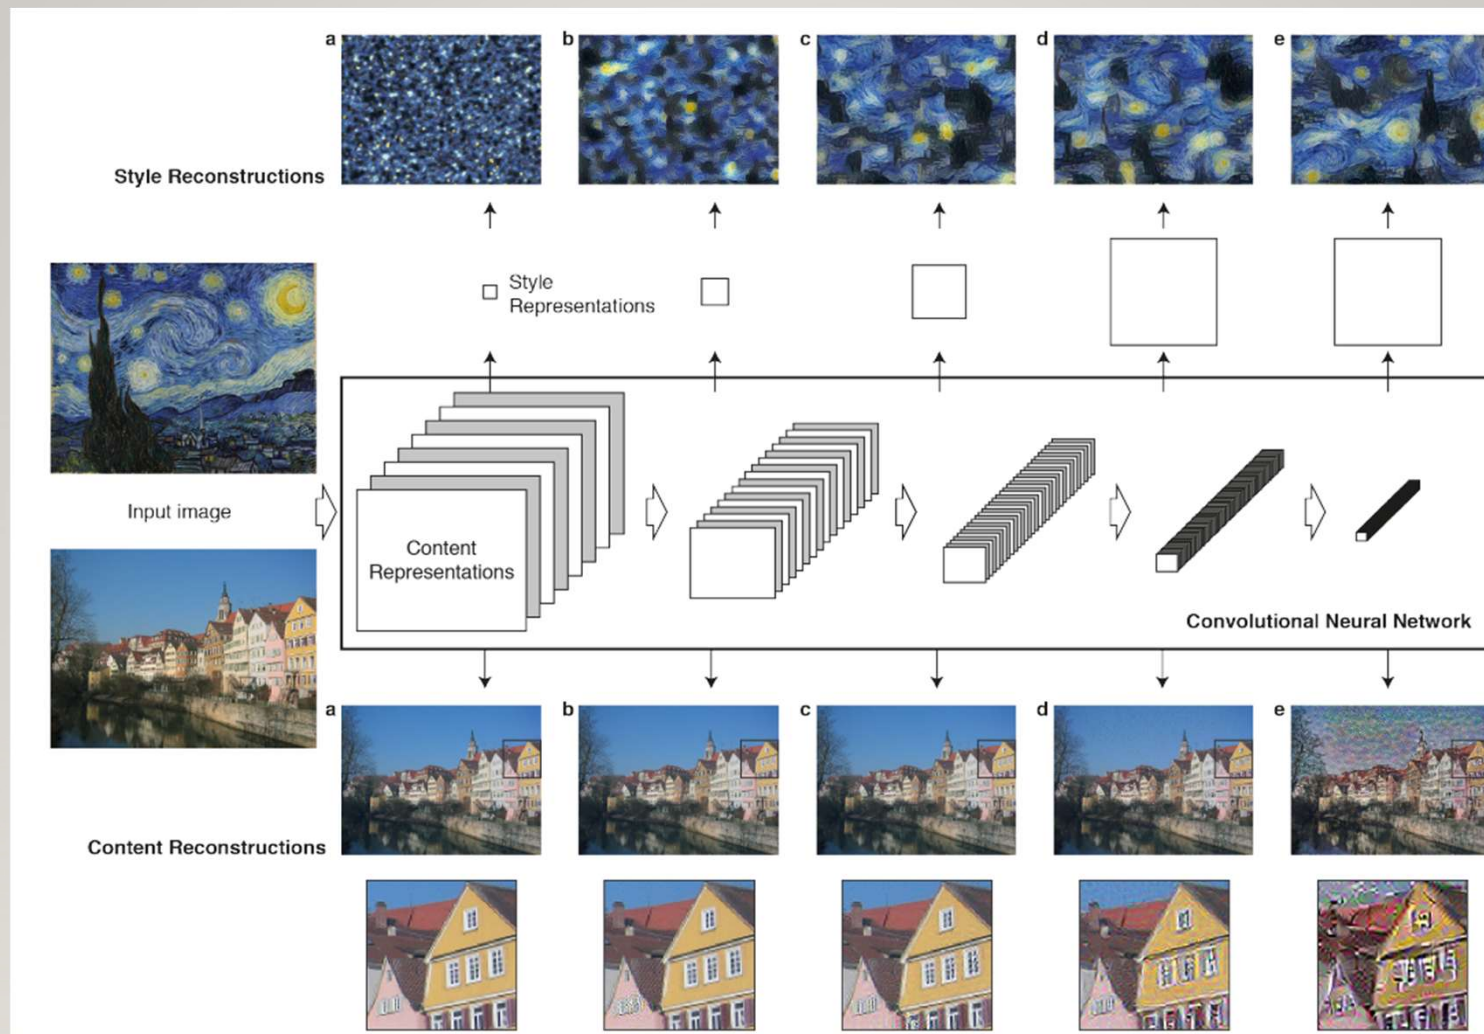 a b c d e
Style Reconstructions
Style
Representations
Input image
Content
Representations
Convolutional Neural Network
a b c d e
Content Reconstructions